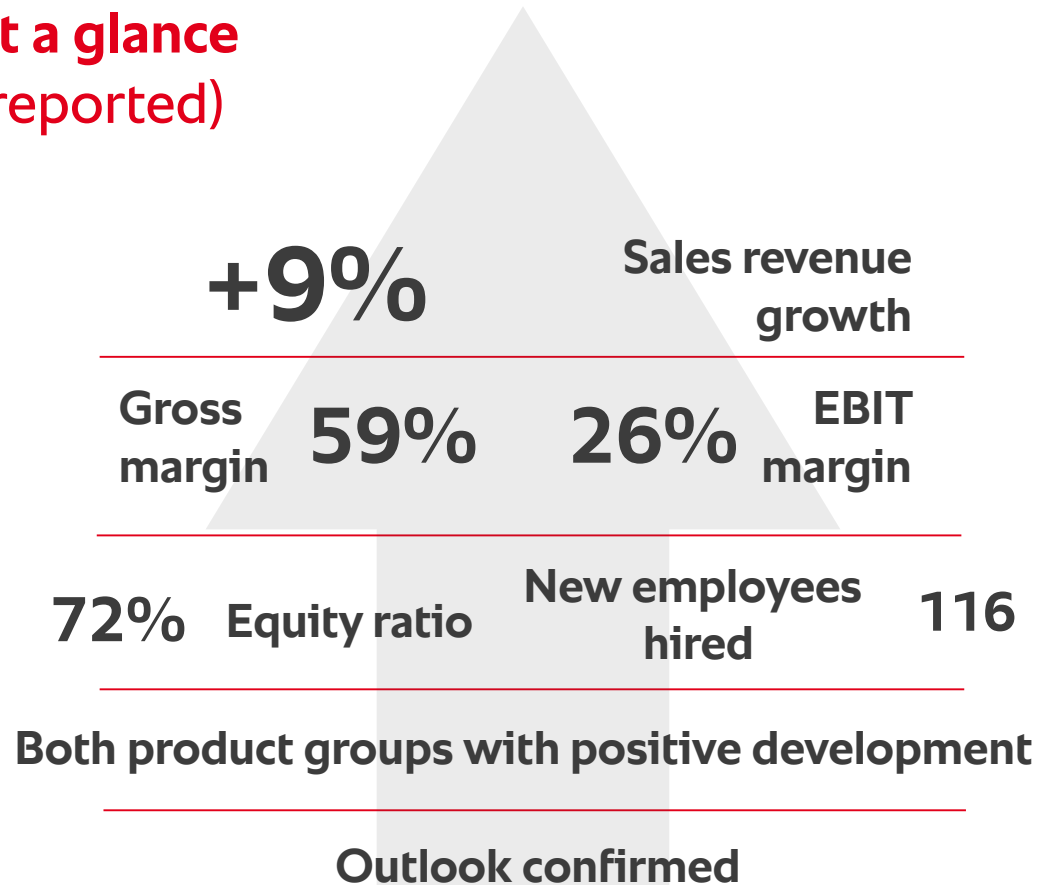 t a glance
reported)
+9% Sales revenue
growth
Gross
margin 59% 26% EBIT
margin
72% Equity ratio New employees
hired 116
Both product groups with positive development
Outlook confirmed